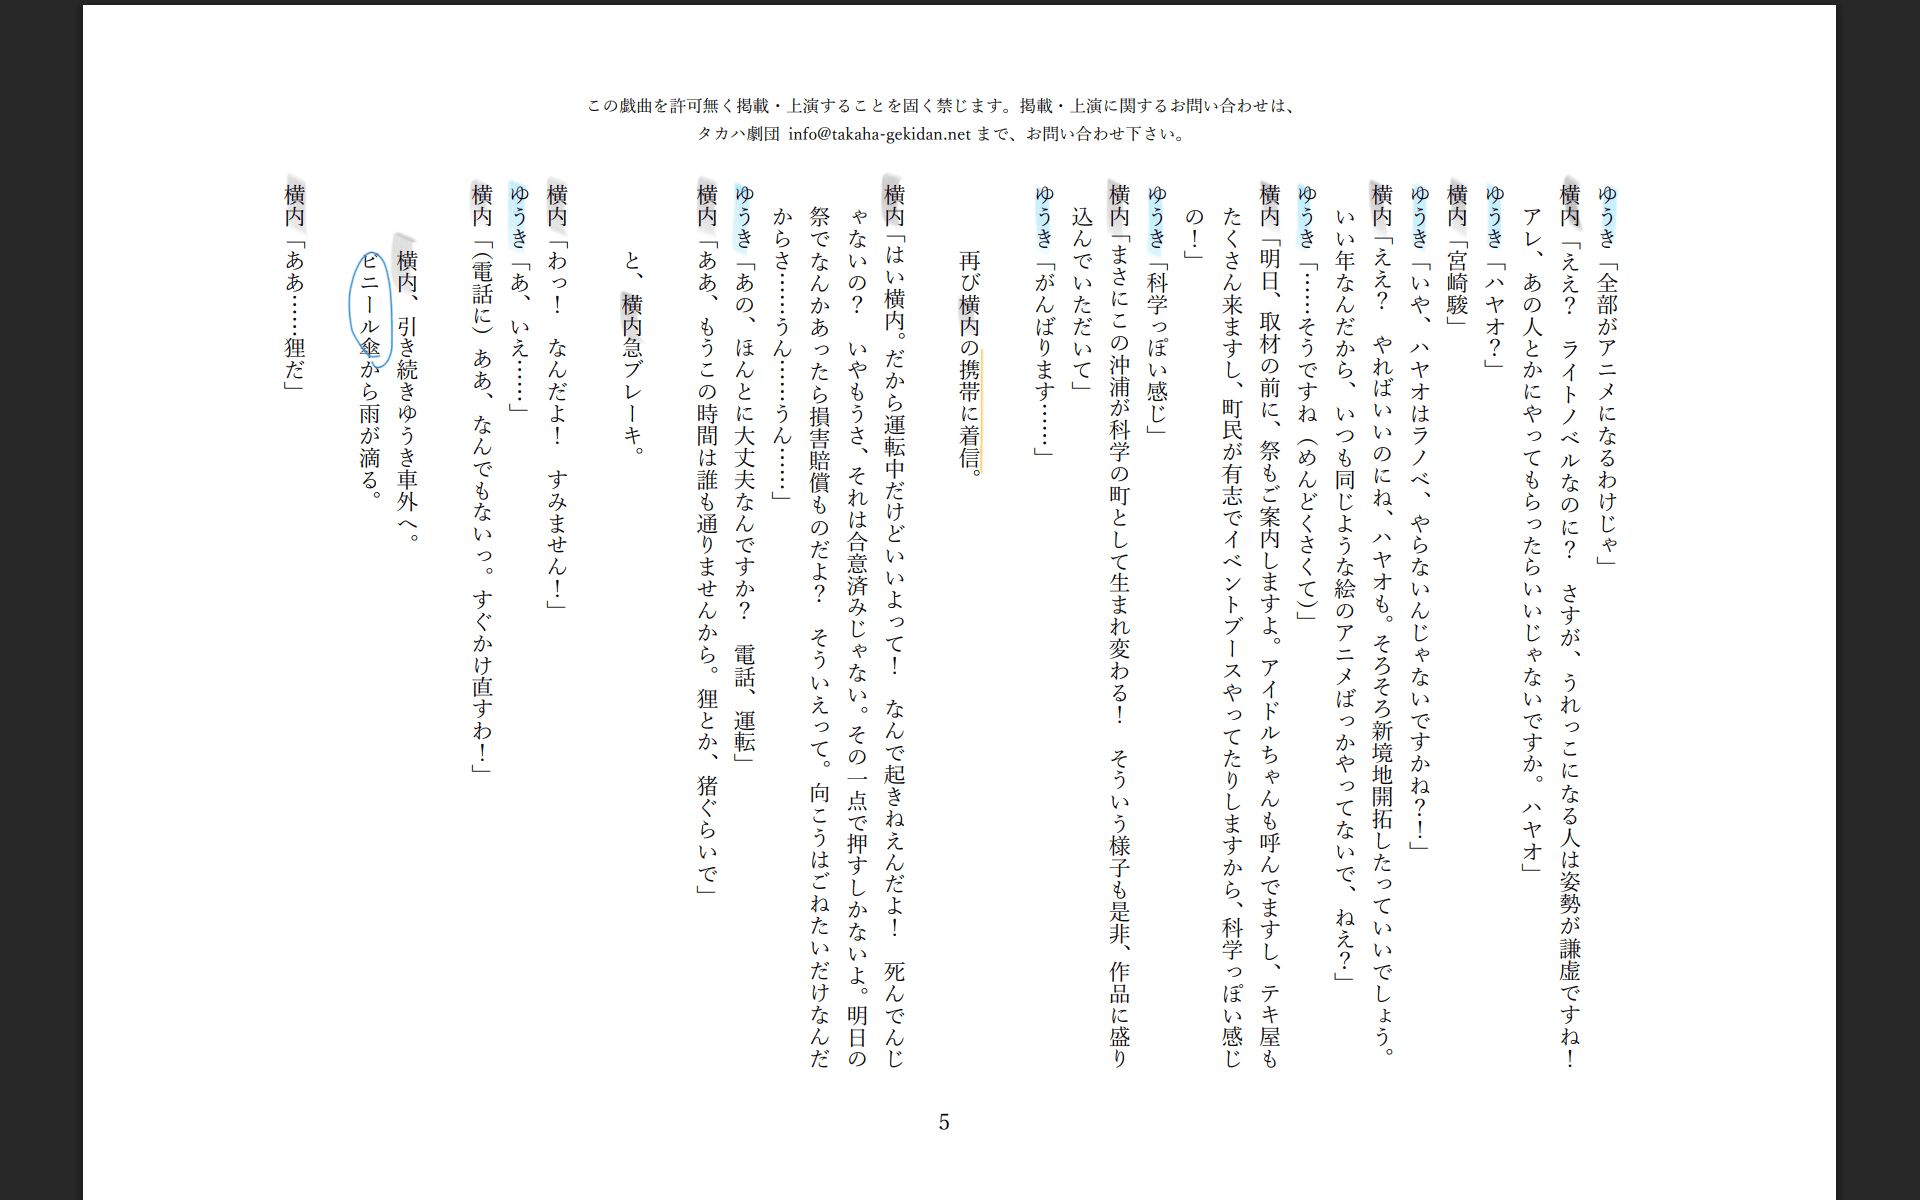 この戯曲を許可無く掲載・上演することを固く禁じます。掲載・上演に関するお問い合わせは、
タカハ劇団 info@takaha-gekidan.net まで、お問い合わせ下さい。
ゆうき「全部がアニメになるわけじゃ」
横内「ええ？　ライトノベルなのに？　さすが、うれっこになる人は姿勢が謙虚ですね！
アレ、あの人とかにやってもらったらいいじゃないですか。ハヤオ」
ゆうき「ハヤオ？」
横内「宮崎駿」
ゆうき「いや、ハヤオはラノベ、やらないんじゃないですかね？！」
横内「ええ？　やればいいのにね、ハヤオも。そろそろ新境地開拓したっていいでしょう。
いい年なんだから、いつも同じような絵のアニメばっかやってないで、ねえ？」
ゆうき「……そうですね（めんどくさくて）」
横内「明日、取材の前に、祭もご案内しますよ。アイドルちゃんも呼んでますし、テキ屋も
たくさん来ますし、町民が有志でイベントブースやってたりしますから、科学っぽい感じ
の！」
ゆうき「科学っぽい感じ」
横内「まさにこの沖浦が科学の町として生まれ変わる！　そういう様子も是非、作品に盛り
込んでいただいて」
ゆうき「がんばります……」
再び横内の携帯に着信。
横内「はい横内。だから運転中だけどいいよって！　なんで起きねえんだよ！　死んでんじ
ゃないの？　いやもうさ、それは合意済みじゃない。その一点で押すしかないよ。明日の
祭でなんかあったら損害賠償ものだよ？　そういえって。向こうはごねたいだけなんだ
からさ……うん……うん……」
ゆうき「あの、ほんとに大丈夫なんですか？　電話、運転」
横内「ああ、もうこの時間は誰も通りませんから。狸とか、猪ぐらいで」
と、横内急ブレーキ。
横内「わっ！　なんだよ！　すみません！」
ゆうき「あ、いえ……」
横内「（電話に）ああ、なんでもないっ。すぐかけ直すわ！」
横内、引き続きゆうき車外へ。
ビニール傘から雨が滴る。
横内「ああ……狸だ」
5